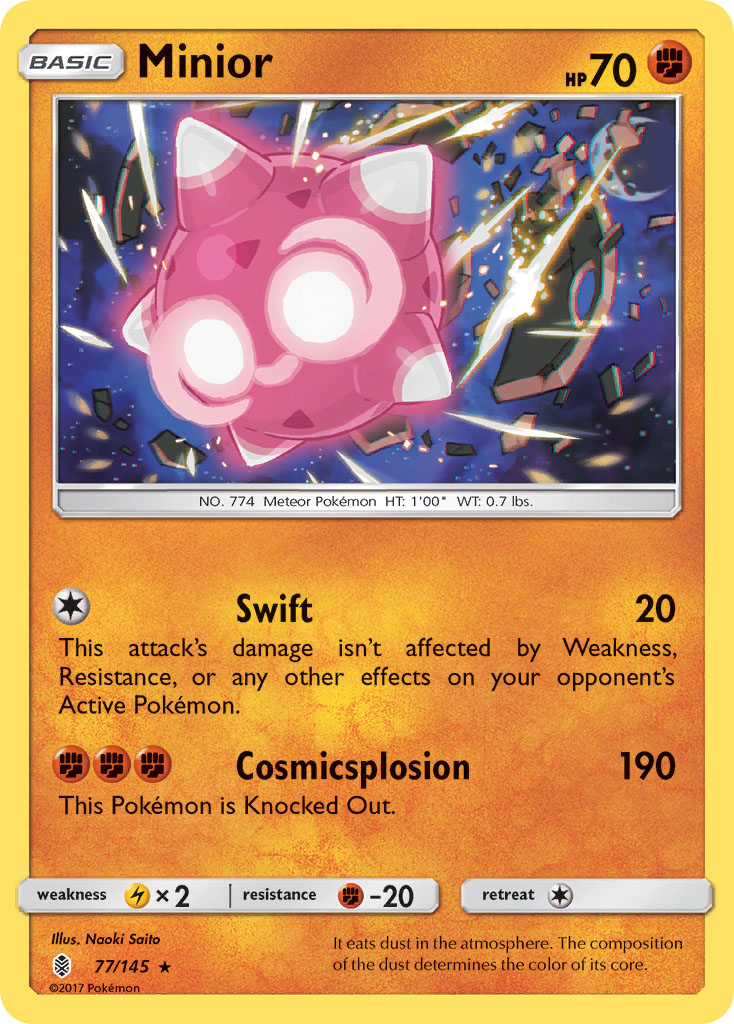 BASIC Minior HP 70
NO. 774 Meteor Pokémon HT: 1'00" WT: 0.7 lbs.
Swift 20
This attack's damage isn't affected by Weakness,
Resistance, or any other effects on your opponent's
Active Pokémon.
Cosmicsplosion 190
This Pokémon is Knocked Out.
weakness ×2 resistance -20 retreat
Illus. Naoki Saito
77/145 ★
©2017 Pokémon
It eats dust in the atmosphere. The composition
of the dust determines the color of its core.